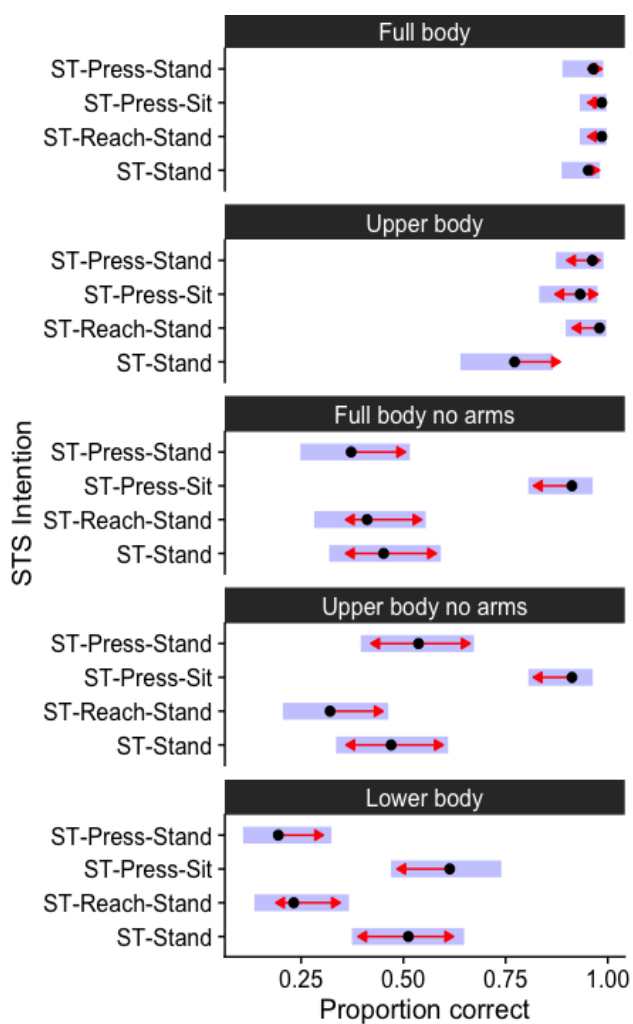 Full body
ST-Press-Stand
ST-Press-Sit
ST-Reach-Stand
ST-Stand
Upper body
ST-Press-Stand
ST-Press-Sit
ST-Reach-Stand
ST-Stand
Full body no arms
ST-Press-Stand
ST-Press-Sit
ST-Reach-Stand
ST-Stand
Upper body no arms
ST-Press-Stand
ST-Press-Sit
ST-Reach-Stand
ST-Stand
Lower body
ST-Press-Stand
ST-Press-Sit
ST-Reach-Stand
ST-Stand
STS Intention
0.25 0.50 0.75 1.00
Proportion correct